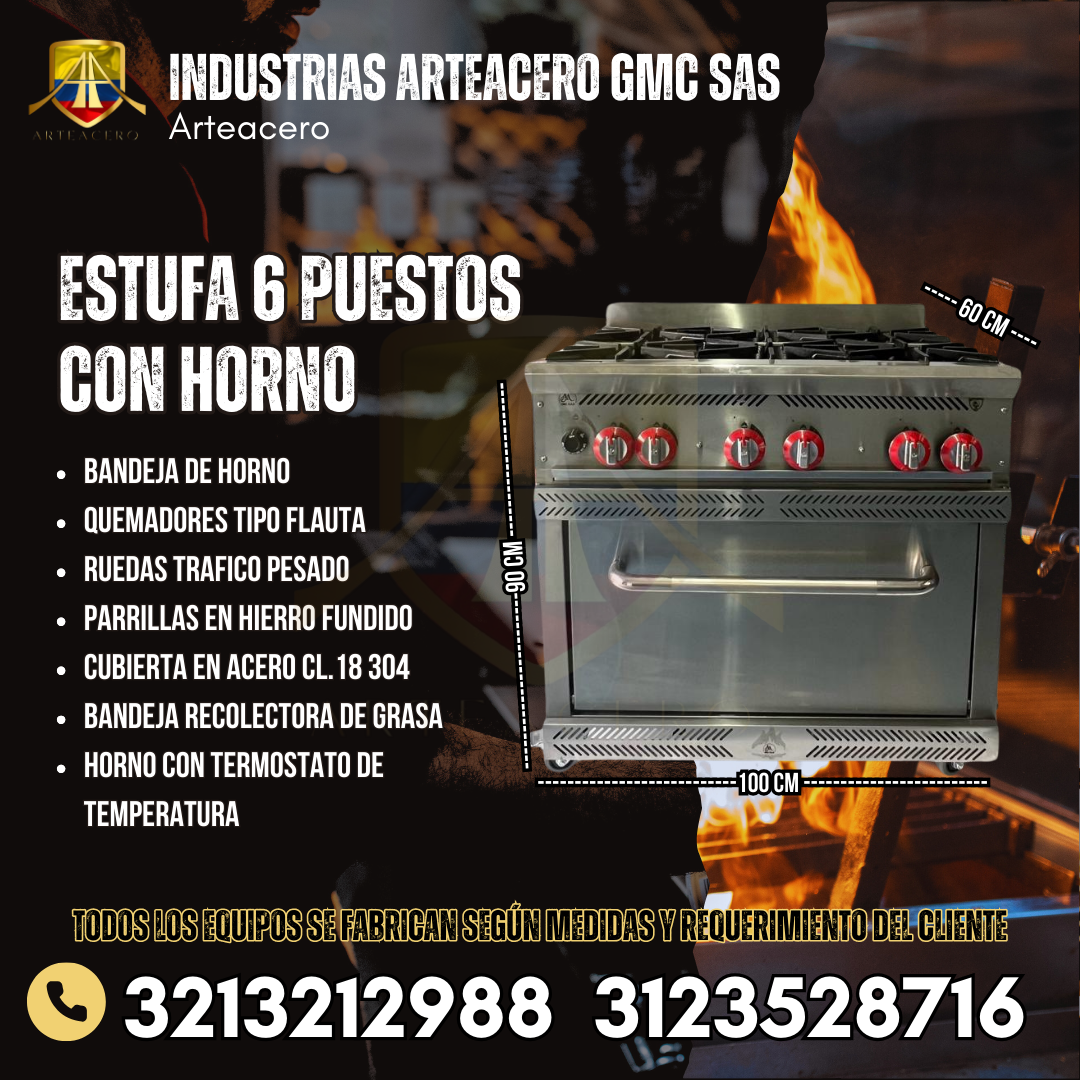 INDUSTRIAS ARTEACERO GMC SAS
Arteacero
ARTEACERO
ESTUFA 6 PUESTOS
CON HORNO
• BANDEJA DE HORNO
• QUEMADORES TIPO FLAUTA
• RUEDAS TRAFICO PESADO
• PARRILLAS EN HIERRO FUNDIDO
• CUBIERTA EN ACERO CL.18 304
• BANDEJA RECOLECTORA DE GRASA
• HORNO CON TERMOSTATO DE
TEMPERATURA
60 CM
90 CM
100 CM
TODOS LOS EQUIPOS SE FABRICAN SEGÚN MEDIDAS Y REQUERIMIENTO DEL CLIENTE
3213212988 3123528716